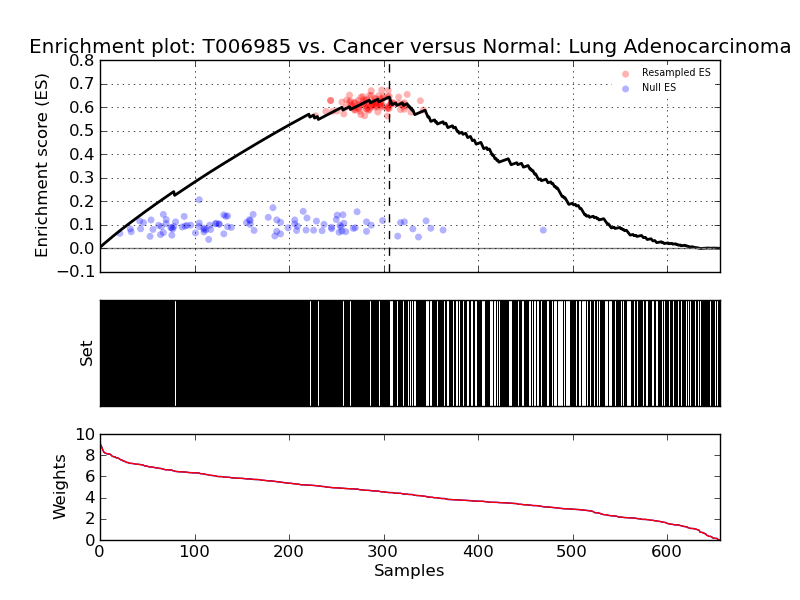 Enrichment plot: T006985 vs. Cancer versus Normal: Lung Adenocarcinoma
0.8
0.7
0.6
0.5
0.4
0.3
0.2
0.1
0.0
−0.1
Enrichment score (ES)
Resampled ES
Null ES
Set
10
8
6
4
2
0
Weights
0 100 200 300 400 500 600
Samples